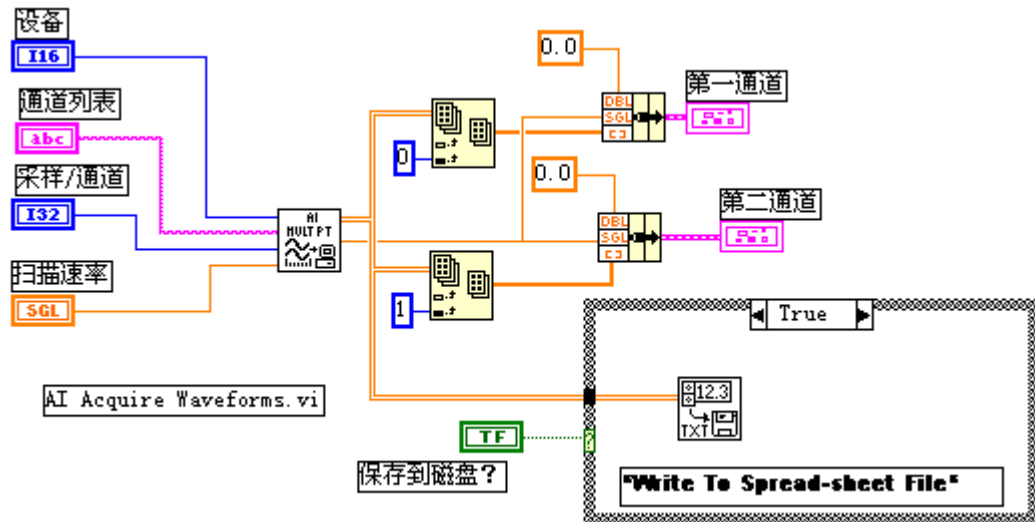 设备
I16
通道列表
abc
采样/通道
I32
扫描速率
SGL
AI Acquire Waveforms.vi
AI
MULT PT
0
1
0.0
DBL
SGL
[ ]
第一通道
0.0
DBL
SGL
[ ]
第二通道
True
12.3
TXT
"Write To Spread-sheet File"
TF
?
保存到磁盘？